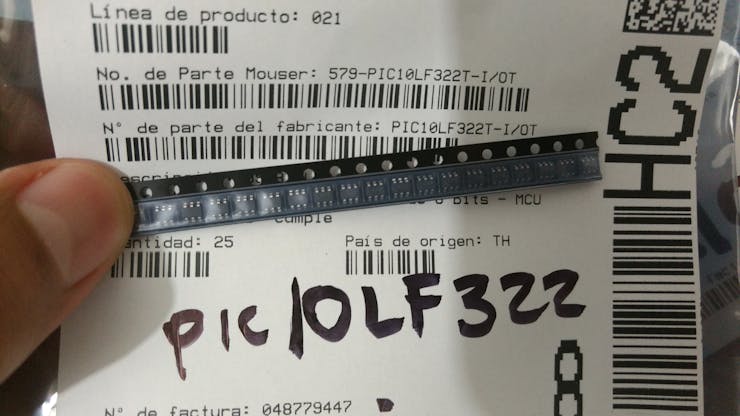 Línea de producto: 021
No. de Parte Mouser: 579-PIC10LF322T-I/OT
N° de parte del fabricante: PIC10LF322T-I/OT
bits - MCU
Cumple
antidad: 25 País de origen: TH
pic10LF322
N° de factura: 048779447
HC2